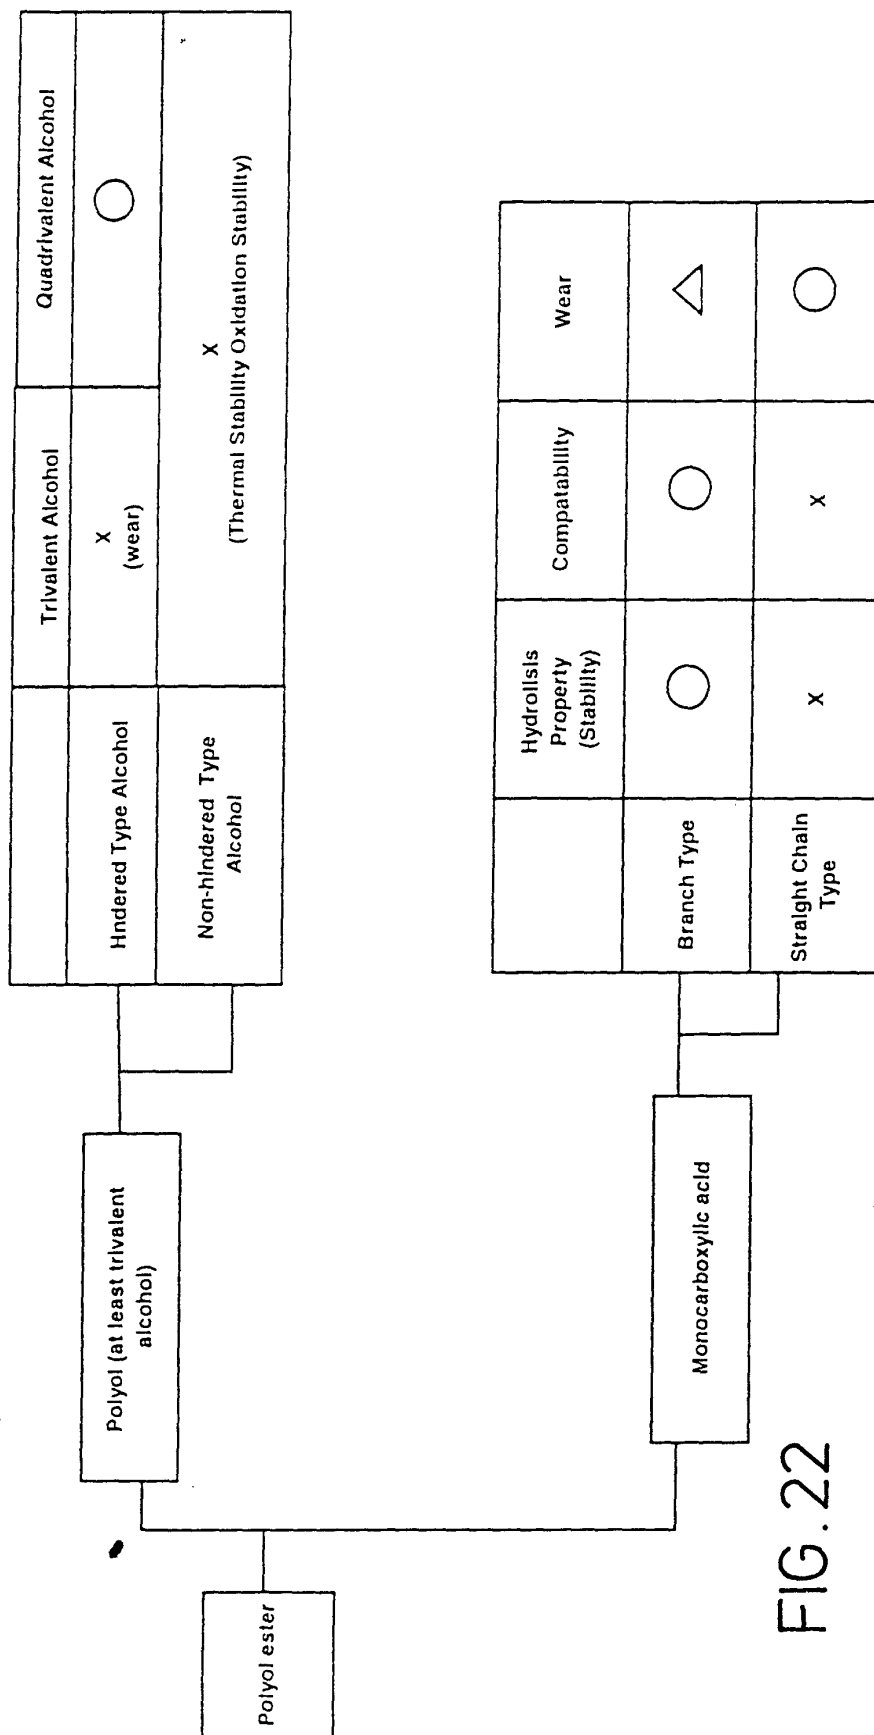 Polyol ester
Polyol (at least trivalent
alcohol)
Trivalent Alcohol
Quadrivalent Alcohol
Hndered Type Alcohol
X
(wear)
◯
Non-hindered Type
Alcohol
X
(Thermal Stability Oxidation Stability)
Monocarboxylic acid
Hydrolisis
Property
(Stability)
Compatability
Wear
Branch Type
◯
◯
△
Straight Chain
Type
x
x
◯
FIG. 22